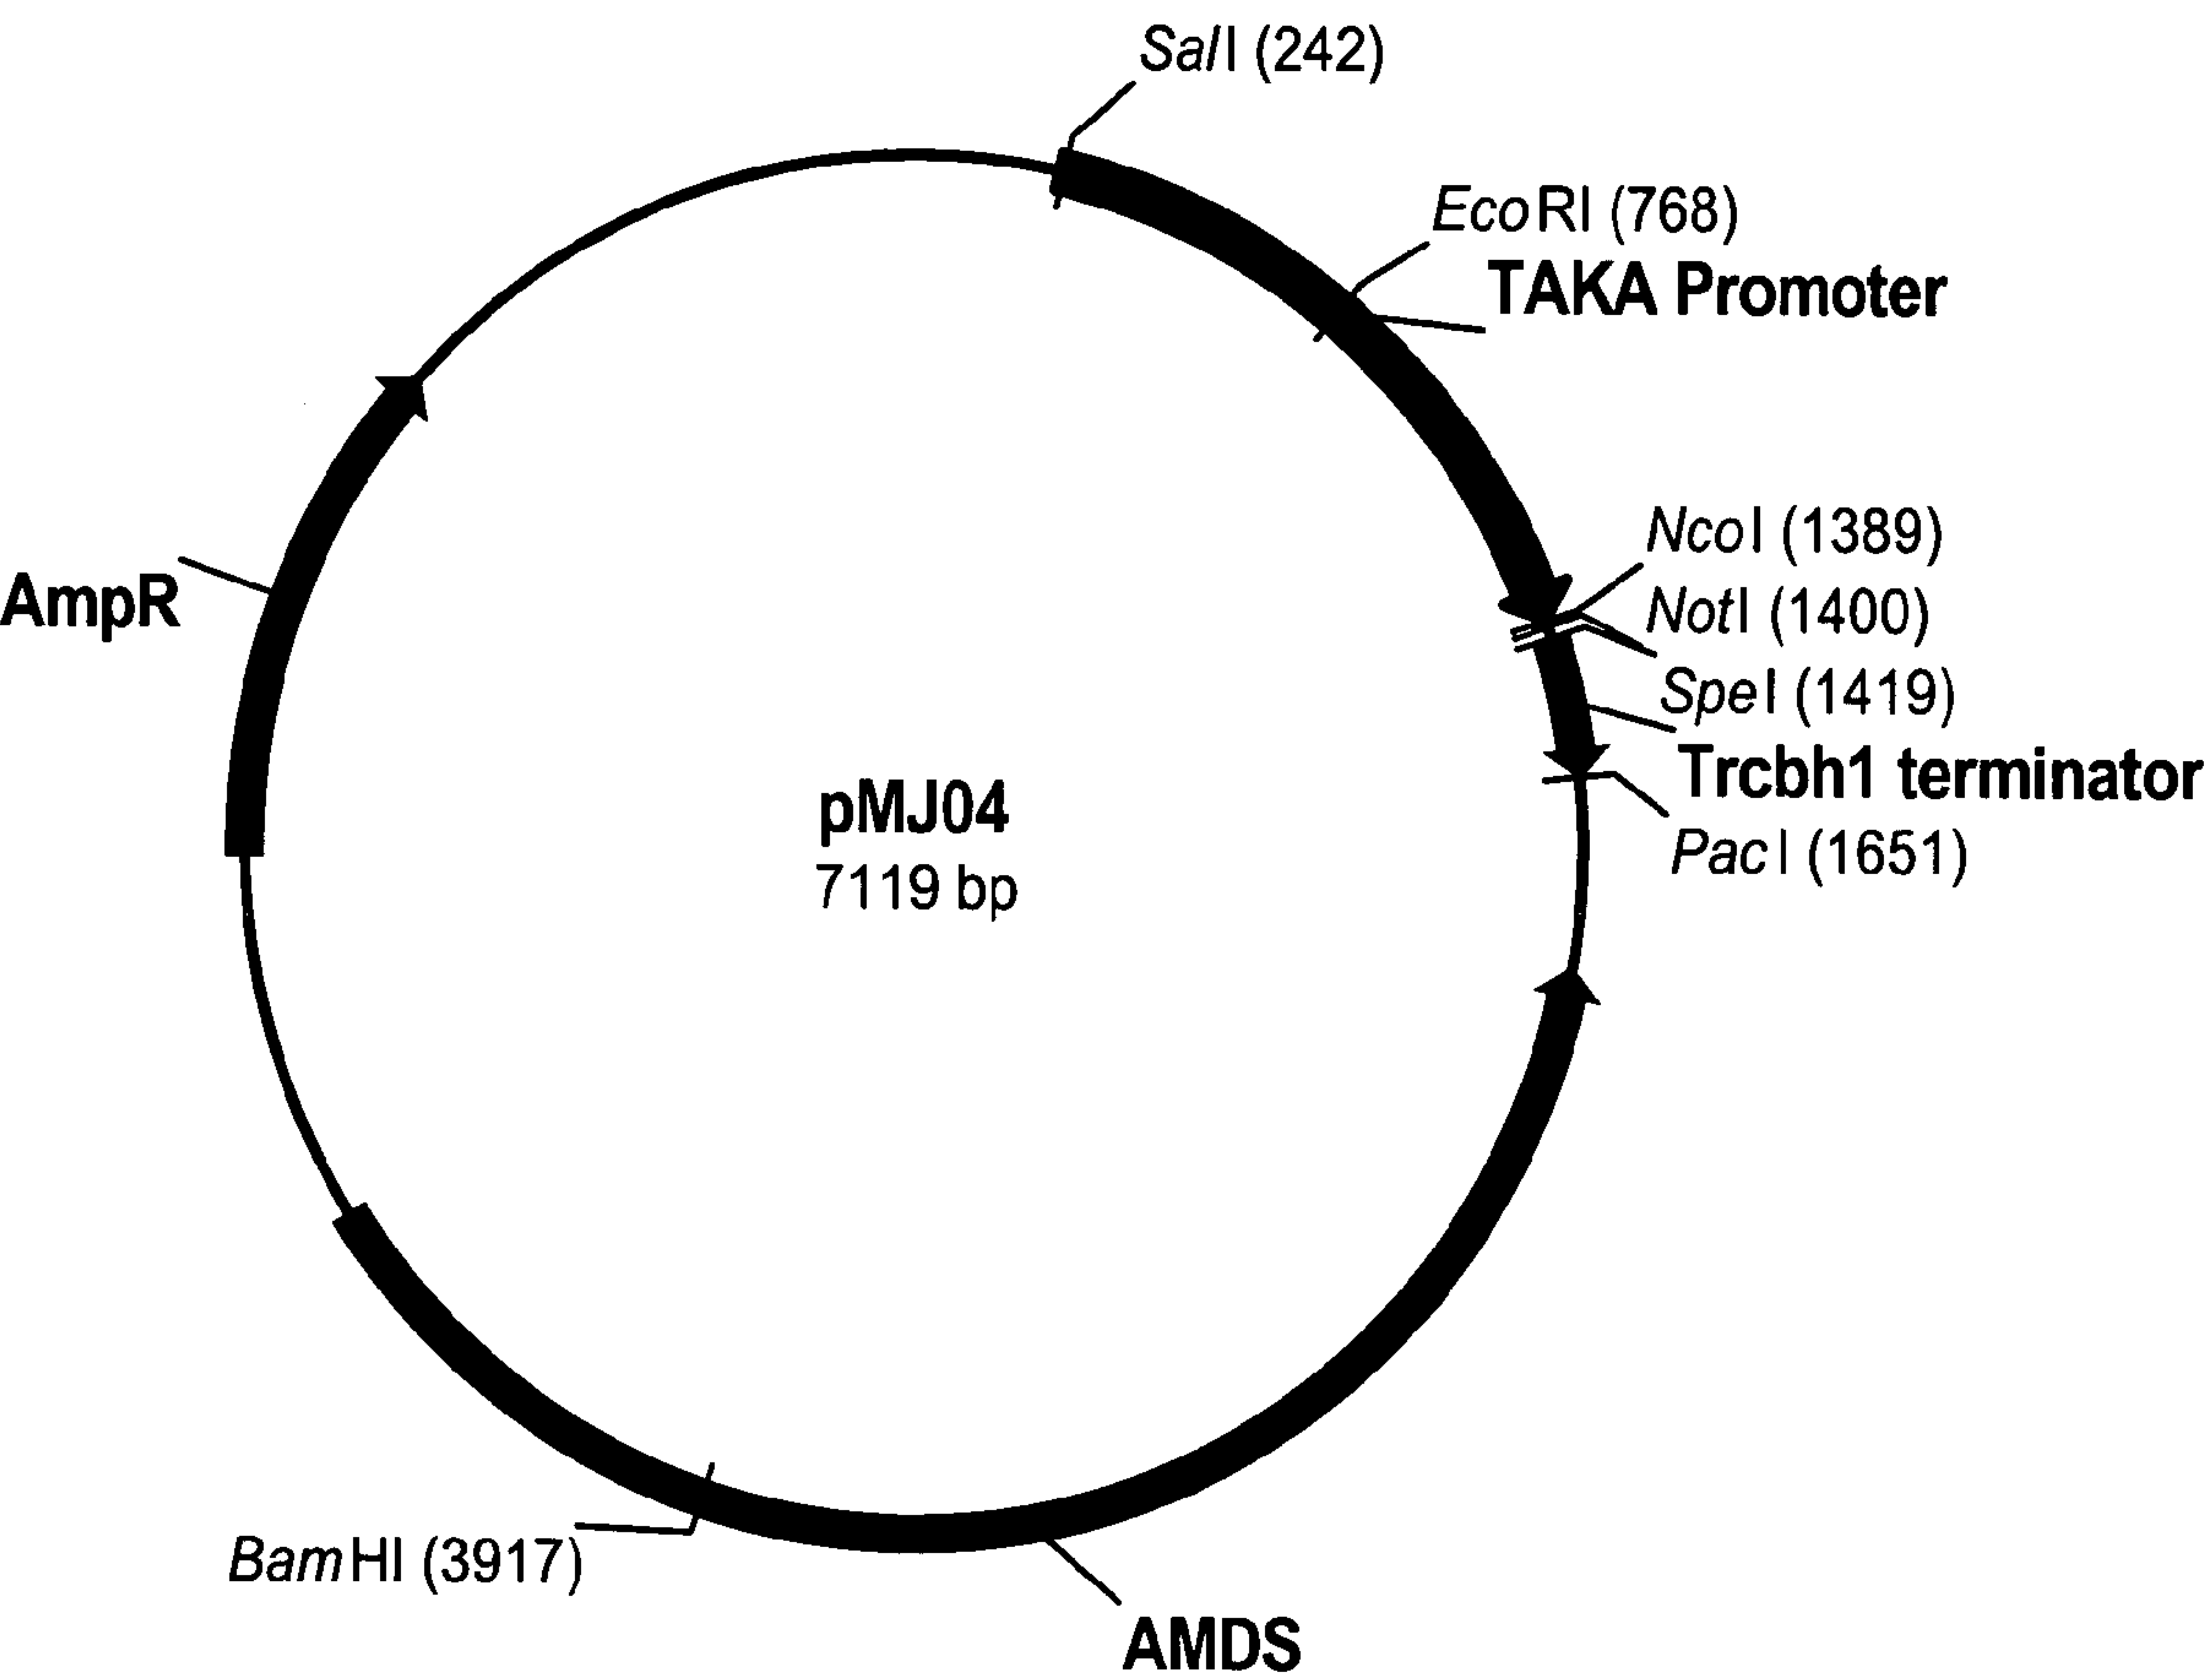 SalI (242)
EcoRI (768)
TAKA Promoter
NcoI (1389)
NotI (1400)
SpeI (1419)
Trcbh1 terminator
PacI (1651)
AmpR
pMJ04
7119 bp
BamHI (3917)
AMDS